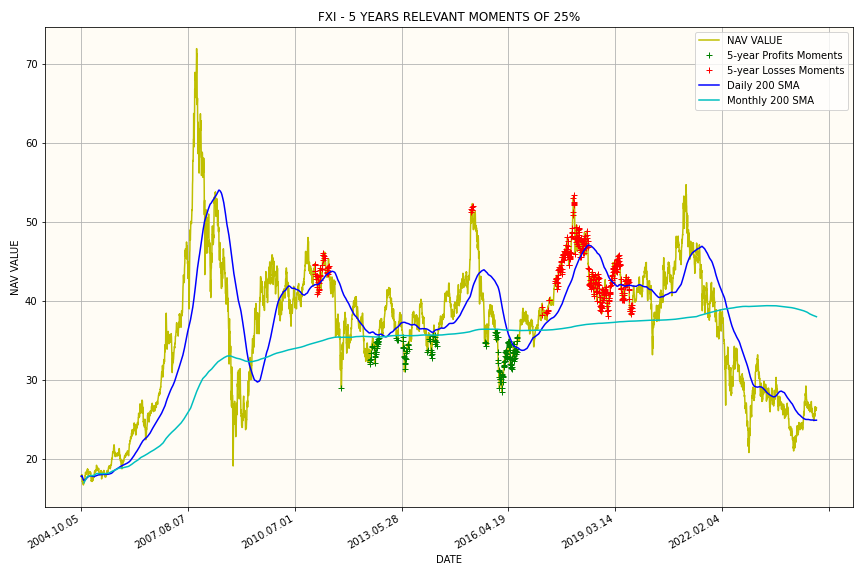 FXI - 5 YEARS RELEVANT MOMENTS OF 25%
NAV VALUE
5-year Profits Moments
5-year Losses Moments
Daily 200 SMA
Monthly 200 SMA
70
60
50
40
30
20
NAV VALUE
2004.10.05
2007.08.07
2010.07.01
2013.05.28
2016.04.19
2019.03.14
2022.02.04
DATE